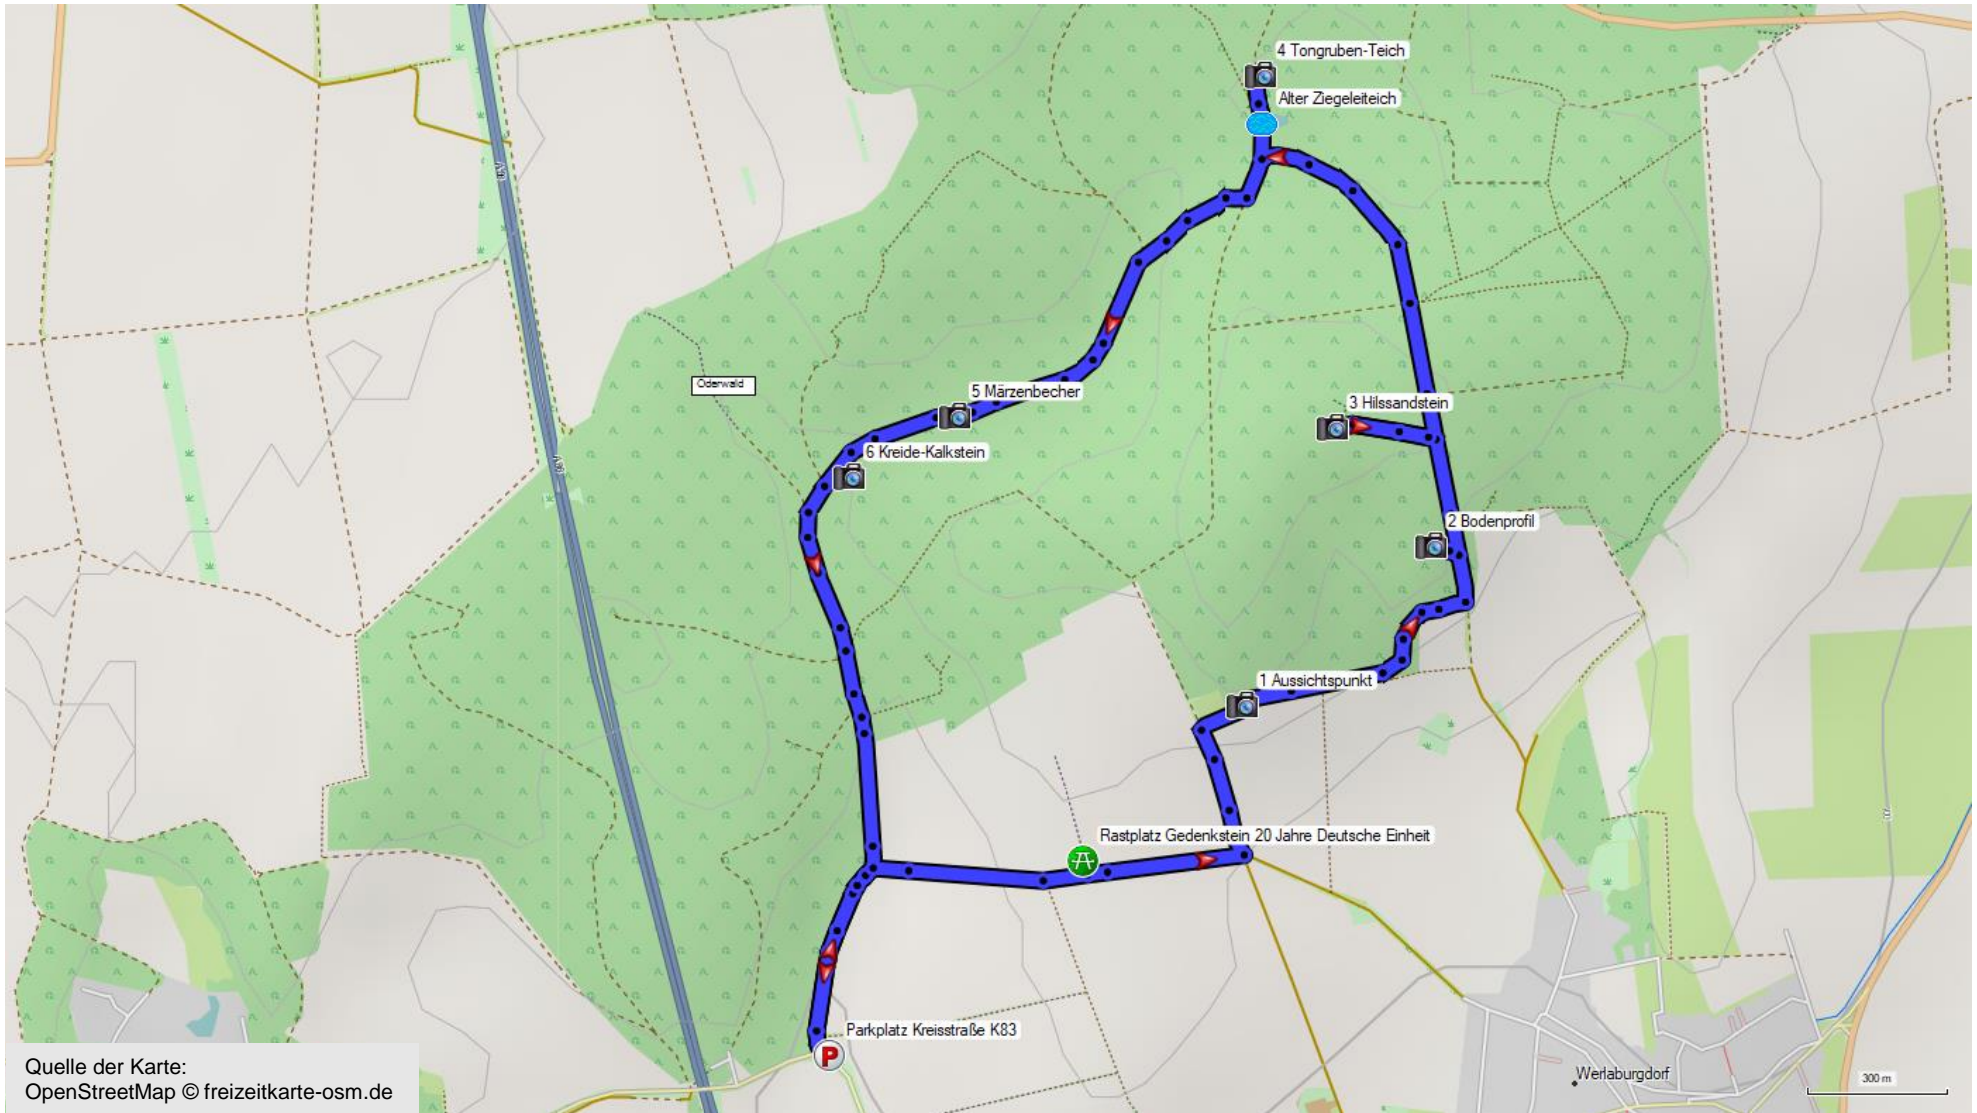 4 Tongruben-Teich
Alter Ziegeleiteich
Oderwald
5 Märzenbecher
3 Hilssandstein
6 Kreide-Kalkstein
2 Bodenprofil
1 Aussichtspunkt
Rastplatz Gedenkstein 20 Jahre Deutsche Einheit
Parkplatz Kreisstraße K83
P
Werlaburgdorf
300 m
Quelle der Karte:
OpenStreetMap © freizeitkarte-osm.de